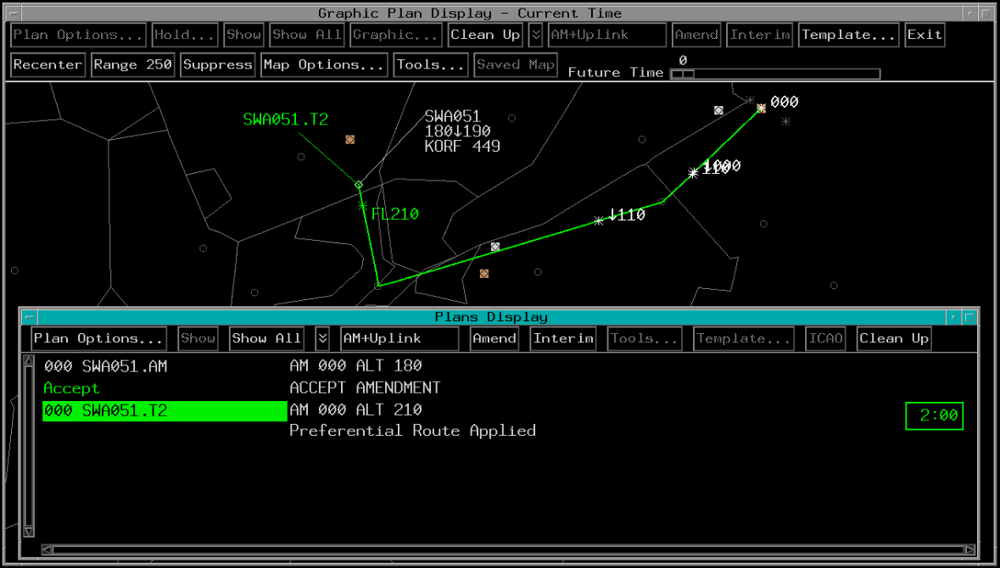 Graphic Plan Display - Current Time
Plan Options... Hold... Show Show All Graphic... Clean Up AM+Uplink Amend Interim Template... Exit
Recenter Range 250 Suppress Map Options... Tools... Saved Map Future Time 0
000
SWA051.T2 SWA051
180↓190
KORF 449
↓000
110
FL210 ↓110
Plans Display
Plan Options... Show Show All AM+Uplink Amend Interim Tools... Template... ICAO Clean Up
000 SWA051.AM AM 000 ALT 180
Accept ACCEPT AMENDMENT
000 SWA051.T2 AM 000 ALT 210 2:00
Preferential Route Applied